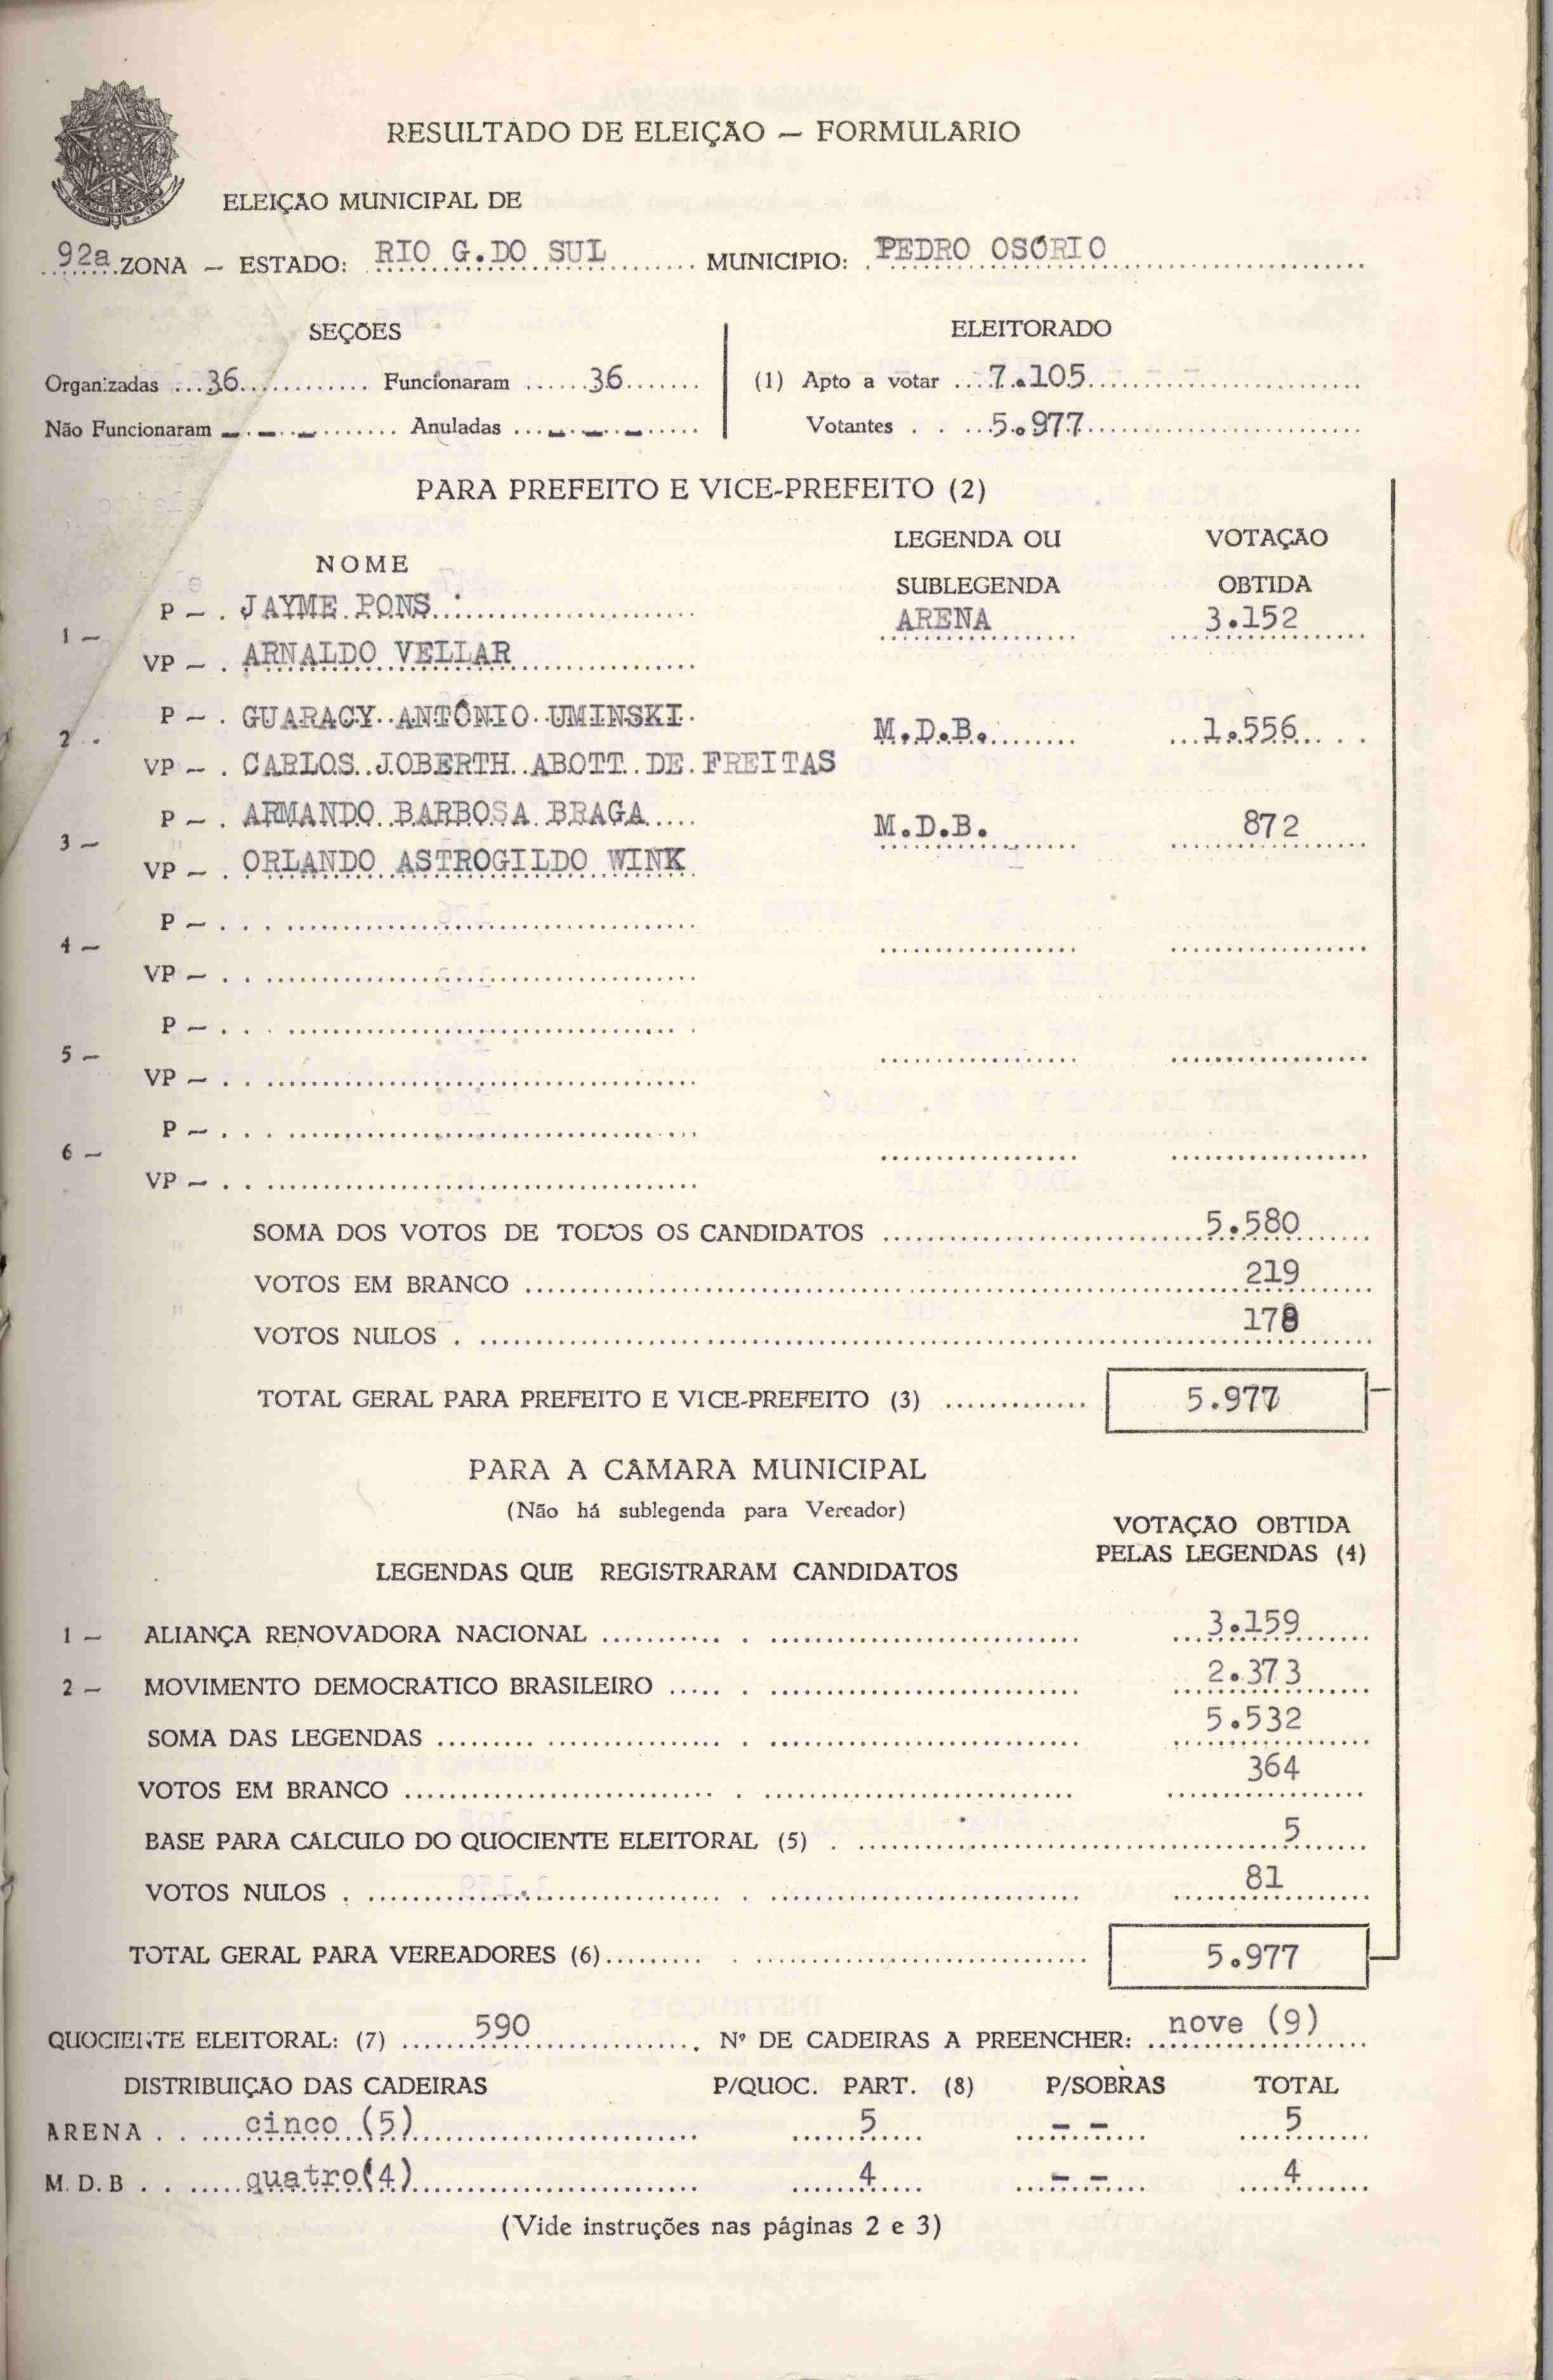 RESULTADO DE ELEIÇÃO — FORMULÁRIO
ELEIÇÃO MUNICIPAL DE
92a ZONA — ESTADO: RIO G.DO SUL MUNICÍPIO: PEDRO OSÓRIO
SEÇÕES ELEITORADO
Organizadas 36 Funcionaram 36 (1) Apto a votar 7.105
Não Funcionaram - - - Anuladas - - - Votantes 5.977
PARA PREFEITO E VICE-PREFEITO (2)
LEGENDA OU VOTAÇÃO
NOME
SUBLEGENDA OBTIDA
P — JAYME PONS ARENA 3.152
1 —
VP — ARNALDO VELLAR
P — GUARACY ANTÔNIO UMINSKI
2 - M.D.B. 1.556
VP — CARLOS JOBERTH ABOTT DE FREITAS
P — ARMANDO BARBOSA BRAGA
3 — M.D.B. 872
VP — ORLANDO ASTROGILDO WINK
P —
4 —
VP —
P —
5 —
VP —
P —
6 —
VP —
SOMA DOS VOTOS DE TODOS OS CANDIDATOS 5.580
VOTOS EM BRANCO 219
VOTOS NULOS 178
TOTAL GERAL PARA PREFEITO E VICE-PREFEITO (3) 5.977
PARA A CÂMARA MUNICIPAL
(Não há sublegenda para Vereador)
VOTAÇÃO OBTIDA
PELAS LEGENDAS (4)
LEGENDAS QUE REGISTRARAM CANDIDATOS
1 — ALIANÇA RENOVADORA NACIONAL 3.159
2 — MOVIMENTO DEMOCRÁTICO BRASILEIRO 2.373
SOMA DAS LEGENDAS 5.532
VOTOS EM BRANCO 364
BASE PARA CÁLCULO DO QUOCIENTE ELEITORAL (5) 5
VOTOS NULOS 81
TOTAL GERAL PARA VEREADORES (6) 5.977
QUOCIENTE ELEITORAL: (7) 590 Nº DE CADEIRAS A PREENCHER: nove (9)
DISTRIBUIÇÃO DAS CADEIRAS P/QUOC. PART. (8) P/SOBRAS TOTAL
ARENA cinco (5) 5 - - 5
M.D.B quatro(4) 4 - - 4
(Vide instruções nas páginas 2 e 3)